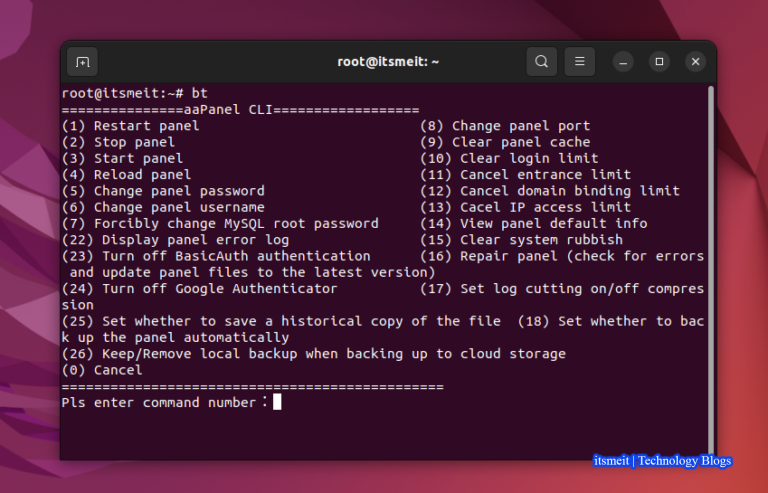 root@itsmeit: ~
root@itsmeit:~# bt
===============aaPanel CLI==================
(1) Restart panel (8) Change panel port
(2) Stop panel (9) Clear panel cache
(3) Start panel (10) Clear login limit
(4) Reload panel (11) Cancel entrance limit
(5) Change panel password (12) Cancel domain binding limit
(6) Change panel username (13) Cacel IP access limit
(7) Forcibly change MySQL root password (14) View panel default info
(22) Display panel error log (15) Clear system rubbish
(23) Turn off BasicAuth authentication (16) Repair panel (check for errors
and update panel files to the latest version)
(24) Turn off Google Authenticator (17) Set log cutting on/off compres
sion
(25) Set whether to save a historical copy of the file (18) Set whether to bac
k up the panel automatically
(26) Keep/Remove local backup when backing up to cloud storage
(0) Cancel
===============================================
Pls enter command number：
itsmeit | Technology Blogs